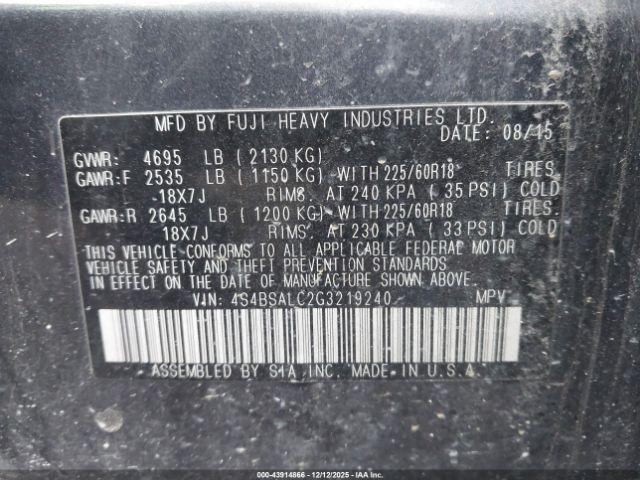 MFD BY FUJI HEAVY INDUSTRIES LTD.
DATE: 08/15
GVWR: 4695 LB ( 2130 KG)
GAWR:F 2535 LB ( 1150 KG) WITH 225/60R18 TIRES.
18X7J RIMS. AT 240 KPA ( 35 PSI) COLD
GAWR:R 2645 LB ( 1200 KG) WITH 225/60R18 TIRES.
18X7J RIMS. AT 230 KPA ( 33 PSI) COLD
THIS VEHICLE CONFORMS TO ALL APPLICABLE FEDERAL MOTOR
VEHICLE SAFETY AND THEFT PREVENTION STANDARDS
IN EFFECT ON THE DATE OF MANUFACTURE SHOWN ABOVE.
VIN: 4S4BSALC2G3219240 MPV
ASSEMBLED BY SIA, INC. MADE IN U.S.A.
000-43914866 - 12/12/2025 - IAAI.COM